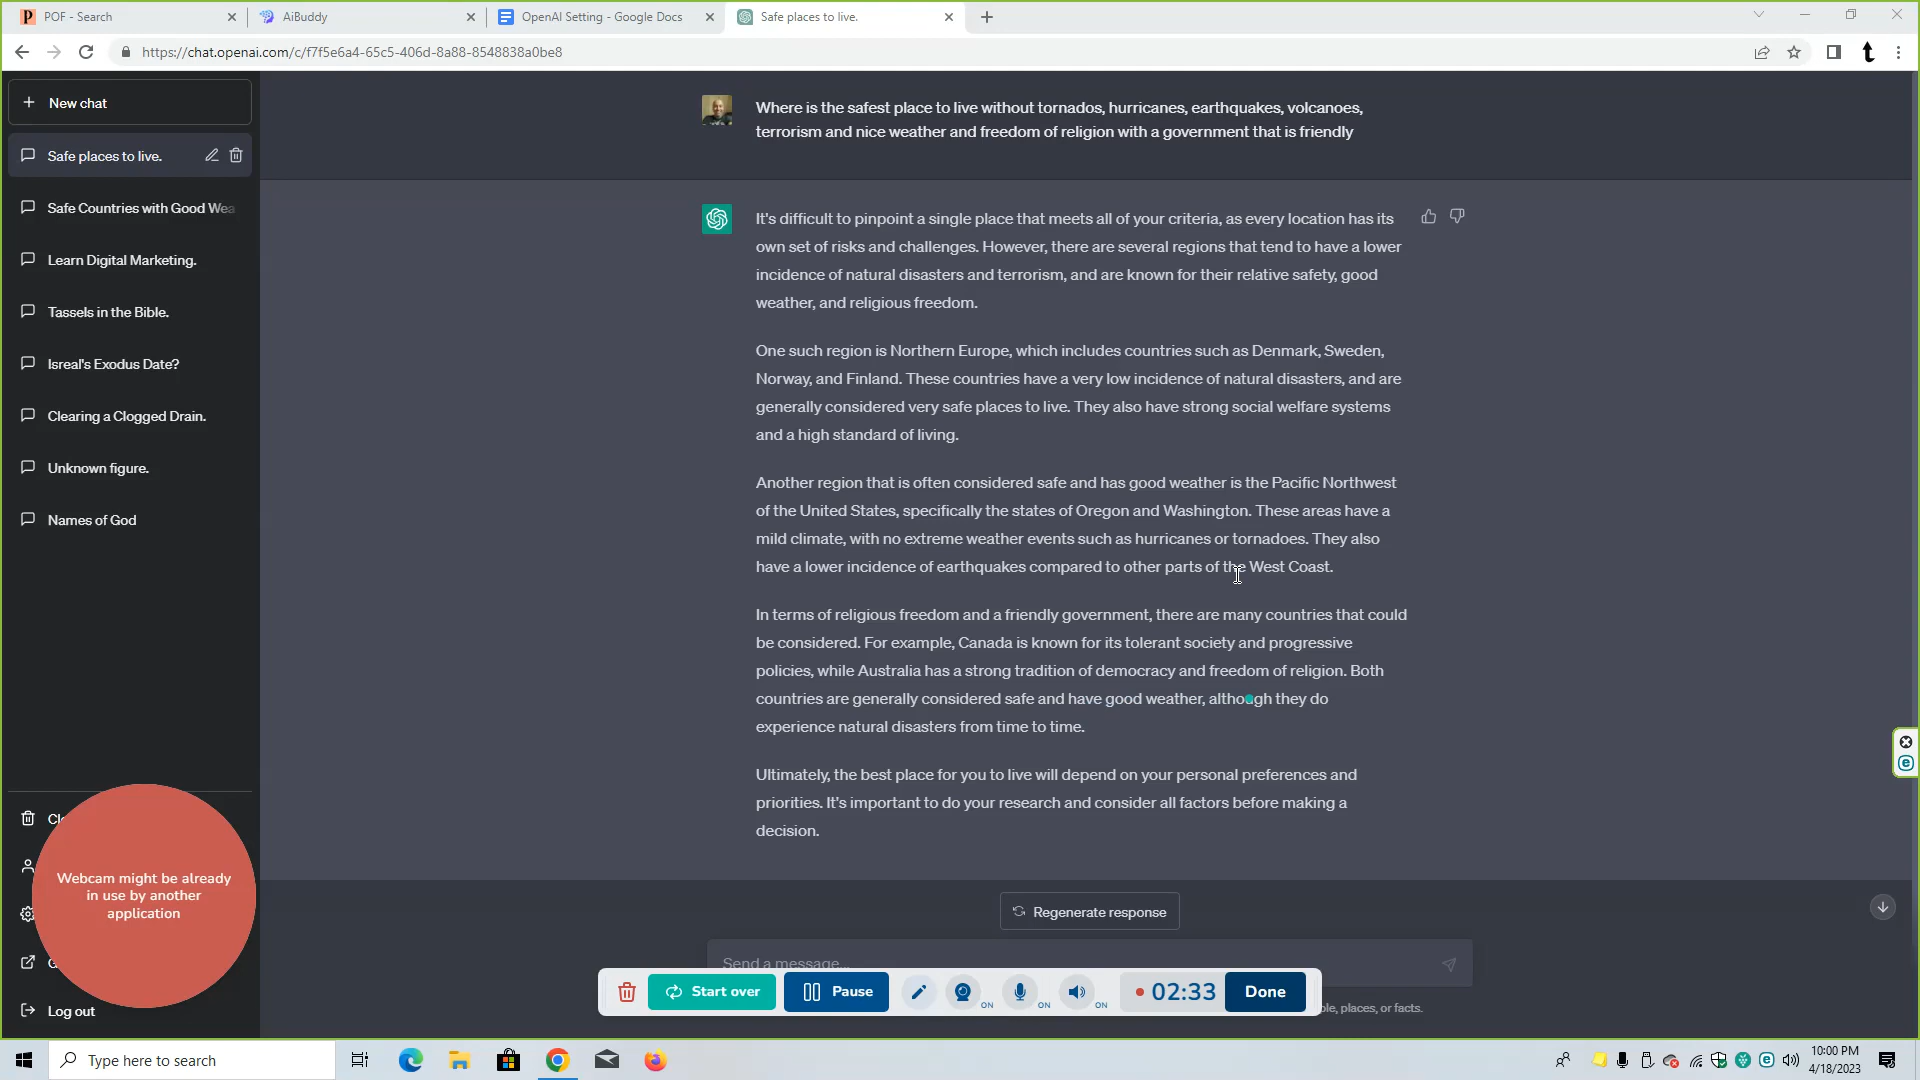 POF - Search
AiBuddy
OpenAI Setting - Google Docs
Safe places to live.
https://chat.openai.com/c/f7f5e6a4-65c5-406d-8a88-8548838a0be8
New chat
Safe places to live.
Safe Countries with Good Wea
Learn Digital Marketing.
Tassels in the Bible.
Isreal's Exodus Date?
Clearing a Clogged Drain.
Unknown figure.
Names of God
Log out
Webcam might be already
in use by another
application
Where is the safest place to live without tornados, hurricanes, earthquakes, volcanoes,
terrorism and nice weather and freedom of religion with a government that is friendly
It's difficult to pinpoint a single place that meets all of your criteria, as every location has its
own set of risks and challenges. However, there are several regions that tend to have a lower
incidence of natural disasters and terrorism, and are known for their relative safety, good
weather, and religious freedom.
One such region is Northern Europe, which includes countries such as Denmark, Sweden,
Norway, and Finland. These countries have a very low incidence of natural disasters, and are
generally considered very safe places to live. They also have strong social welfare systems
and a high standard of living.
Another region that is often considered safe and has good weather is the Pacific Northwest
of the United States, specifically the states of Oregon and Washington. These areas have a
mild climate, with no extreme weather events such as hurricanes or tornadoes. They also
have a lower incidence of earthquakes compared to other parts of the West Coast.
In terms of religious freedom and a friendly government, there are many countries that could
be considered. For example, Canada is known for its tolerant society and progressive
policies, while Australia has a strong tradition of democracy and freedom of religion. Both
countries are generally considered safe and have good weather, although they do
experience natural disasters from time to time.
Ultimately, the best place for you to live will depend on your personal preferences and
priorities. It's important to do your research and consider all factors before making a
decision.
Regenerate response
Send a message...
Start over
Pause
ON
ON
ON
02:33
Done
ple, places, or facts.
Type here to search
10:00 PM
4/18/2023